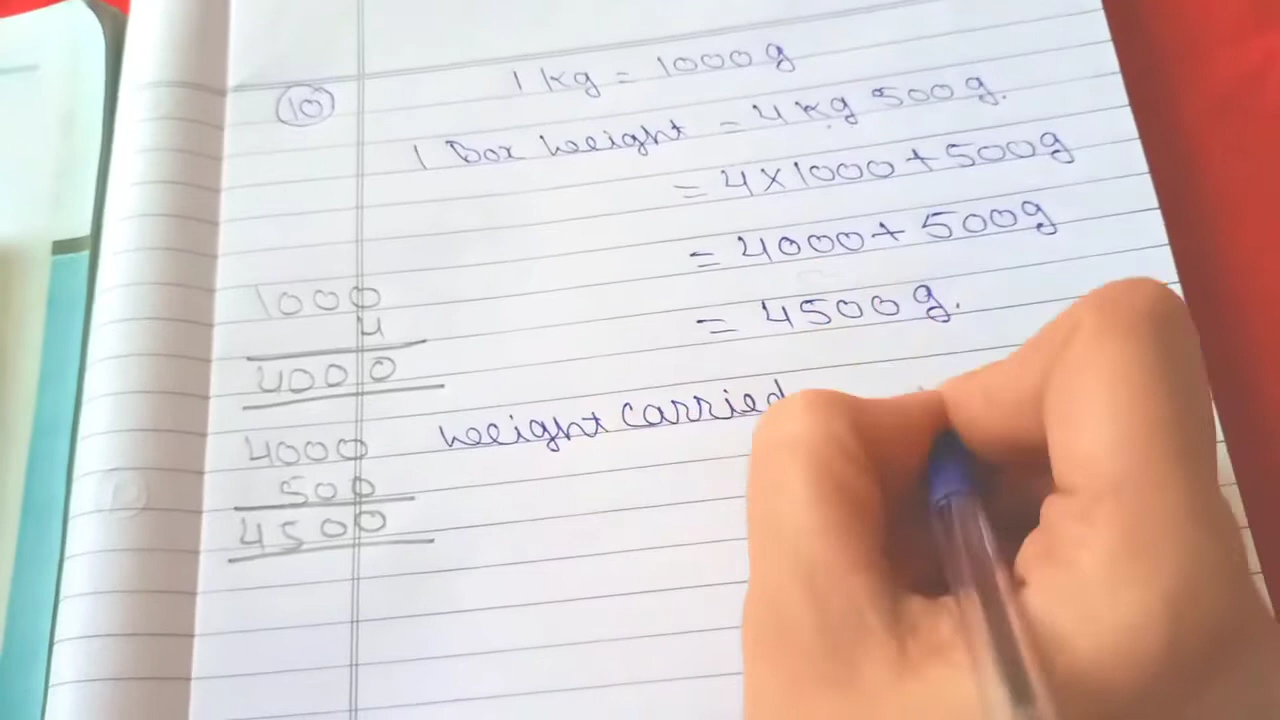 10
1 kg = 1000 g
1 Box weight = 4 kg 500 g.
= 4 × 1000 + 500 g
= 4000 + 500 g
= 4500 g.
weight carried
1000
4
4000
4000
500
4500